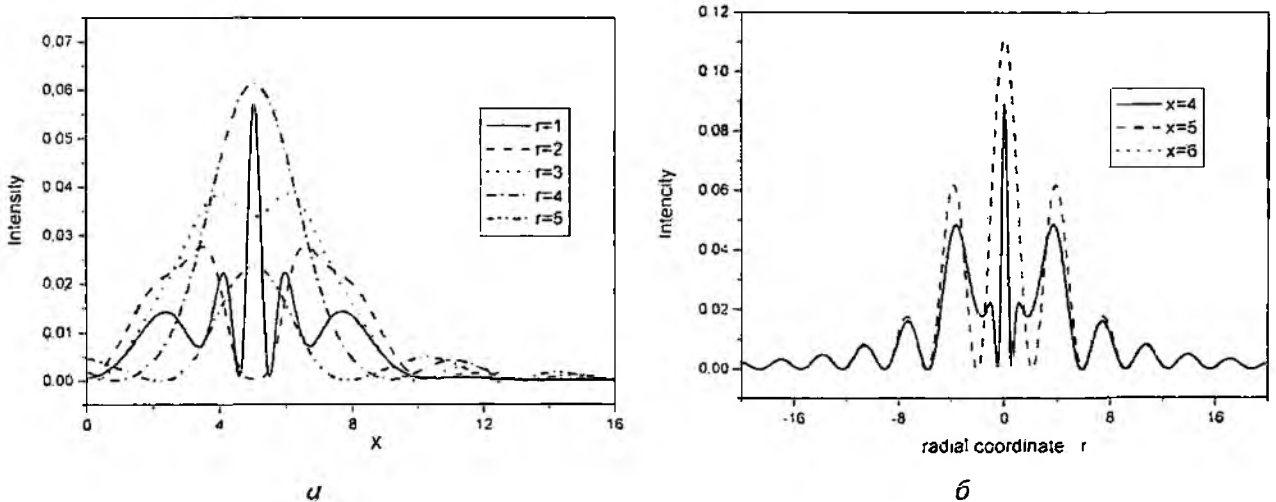 0.07
0.06
0.05
0.04
0.03
0.02
0.01
0.00
Intensity
0
4
8
12
16
X
r=1
r=2
r=3
r=4
r=5
а
0.12
0.10
0.08
0.06
0.04
0.02
0.00
Intencity
-16
-8
0
8
16
radial coordinate r
x=4
x=5
x=6
б